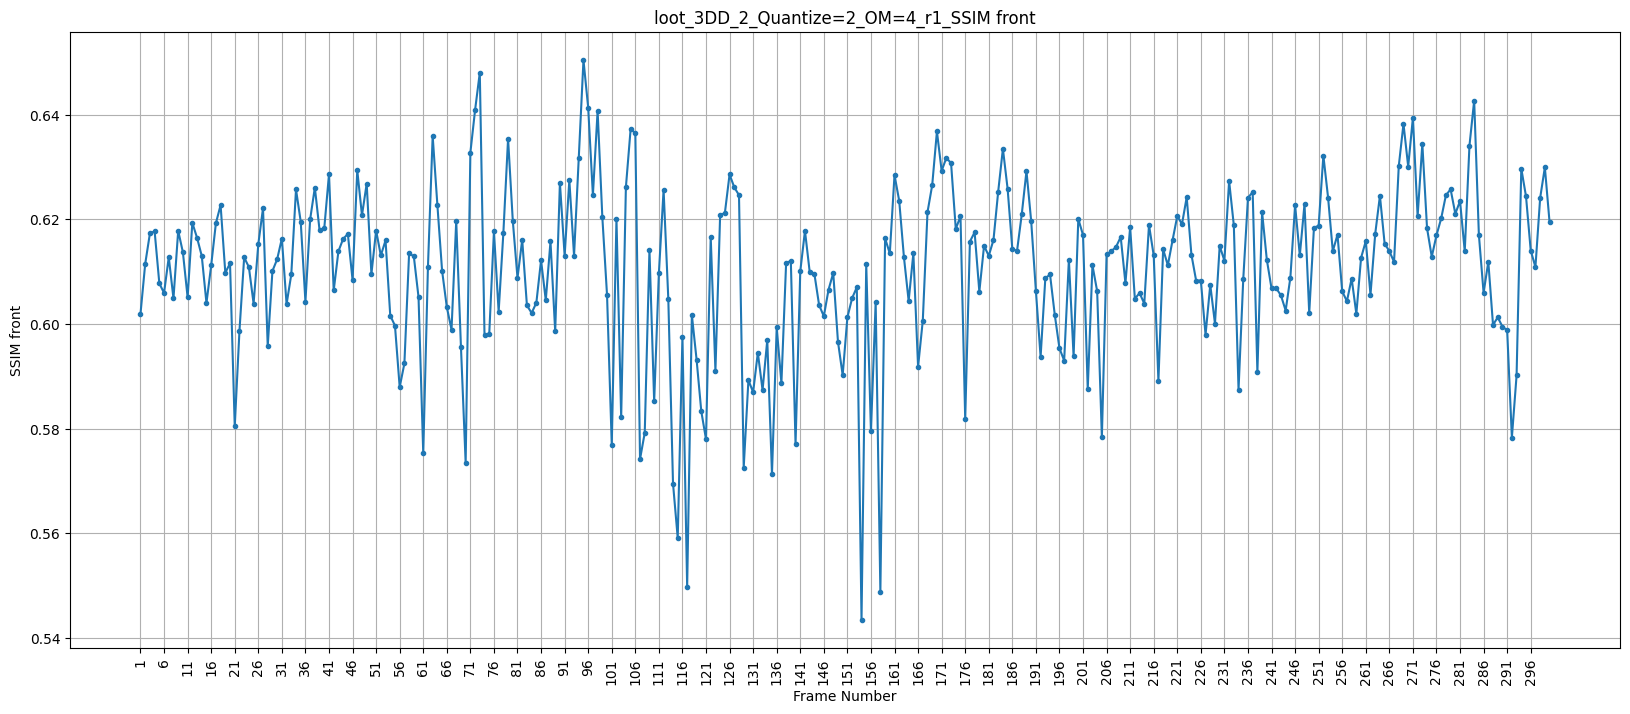 loot_3DD_2_Quantize=2_OM=4_r1_SSIM front
SSIM front
0.64
0.62
0.60
0.58
0.56
0.54
1 6 11 16 21 26 31 36 41 46 51 56 61 66 71 76 81 86 91 96 101 106 111 116 121 126 131 136 141 146 151 156 161 166 171 176 181 186 191 196 201 206 211 216 221 226 231 236 241 246 251 256 261 266 271 276 281 286 291 296
Frame Number